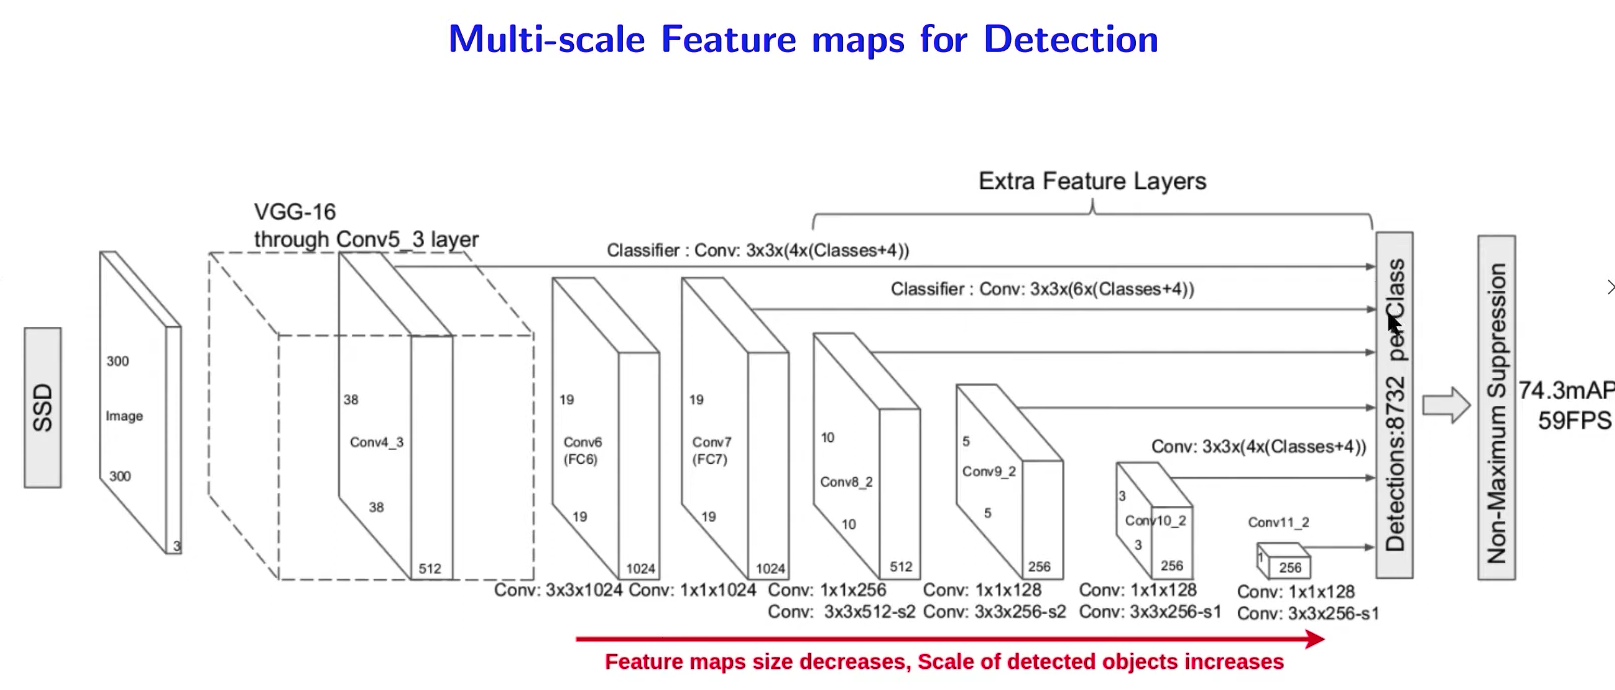 Multi-scale Feature maps for Detection
Extra Feature Layers
VGG-16
through Conv5_3 layer
Classifier : Conv: 3x3x(4x(Classes+4))
Classifier : Conv: 3x3x(6x(Classes+4))
SSD
300
Image
300
3
38
Conv4_3
38
512
19
Conv6
(FC6)
19
1024
19
Conv7
(FC7)
19
1024
10
Conv8_2
10
512
5
Conv9_2
5
256
Conv: 3x3x(4x(Classes+4))
3
Conv10_2
3
256
Conv11_2
1
256
Detections:8732 per Class
Non-Maximum Suppression
74.3mAP
59FPS
Conv: 3x3x1024
Conv: 1x1x1024
Conv: 1x1x256
Conv: 3x3x512-s2
Conv: 1x1x128
Conv: 3x3x256-s2
Conv: 1x1x128
Conv: 3x3x256-s1
Conv: 1x1x128
Conv: 3x3x256-s1
Feature maps size decreases, Scale of detected objects increases